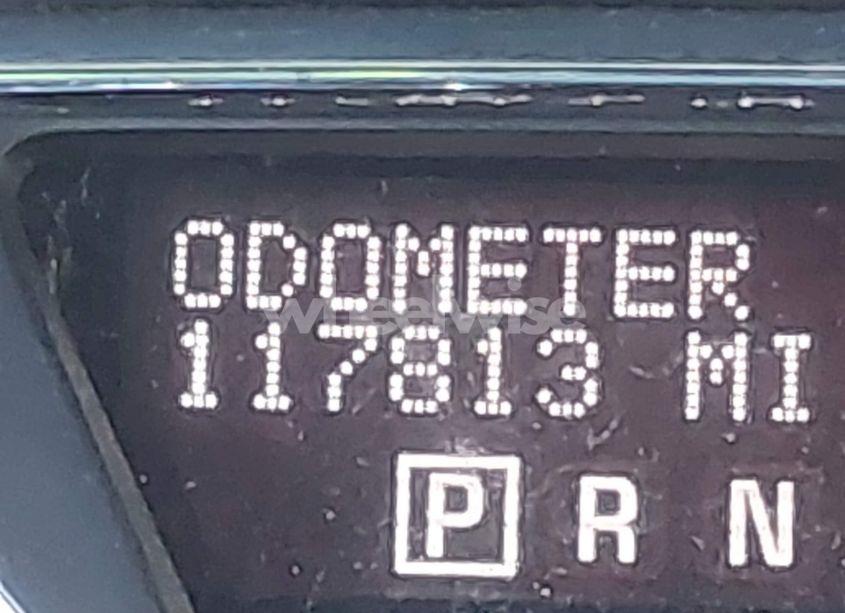 ODOMETER
wheelwise
117813 MI
P R N